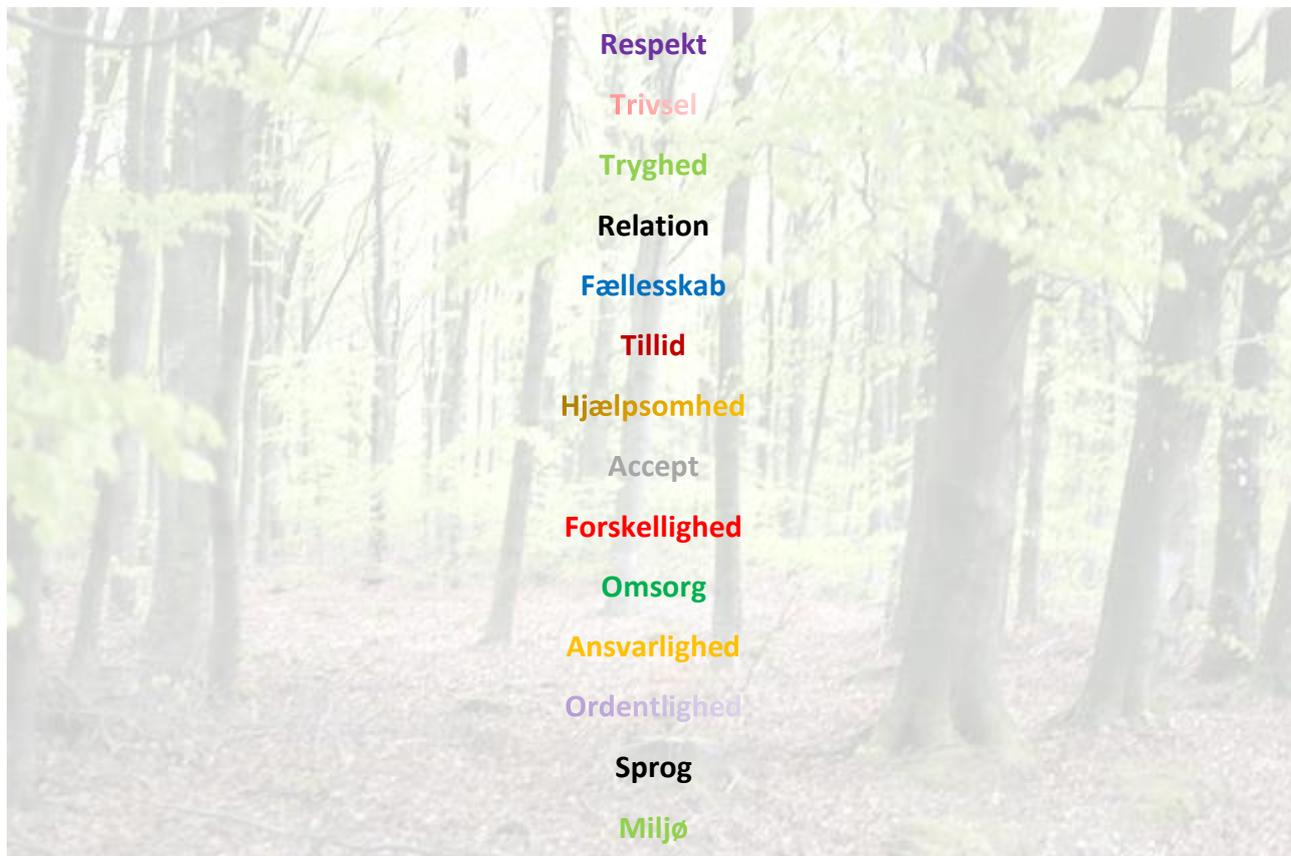 Respekt
Trivsel
Tryghed
Relation
Fællesskab
Tillid
Hjælpsomhed
Accept
Forskellighed
Omsorg
Ansvarlighed
Ordentlighed
Sprog
Miljø